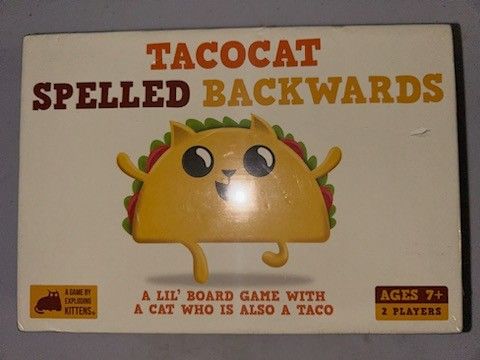 TACOCAT
SPELLED BACKWARDS
A LIL' BOARD GAME WITH
A CAT WHO IS ALSO A TACO
A GAME BY
EXPLODING
KITTENS
AGES 7+
2 PLAYERS